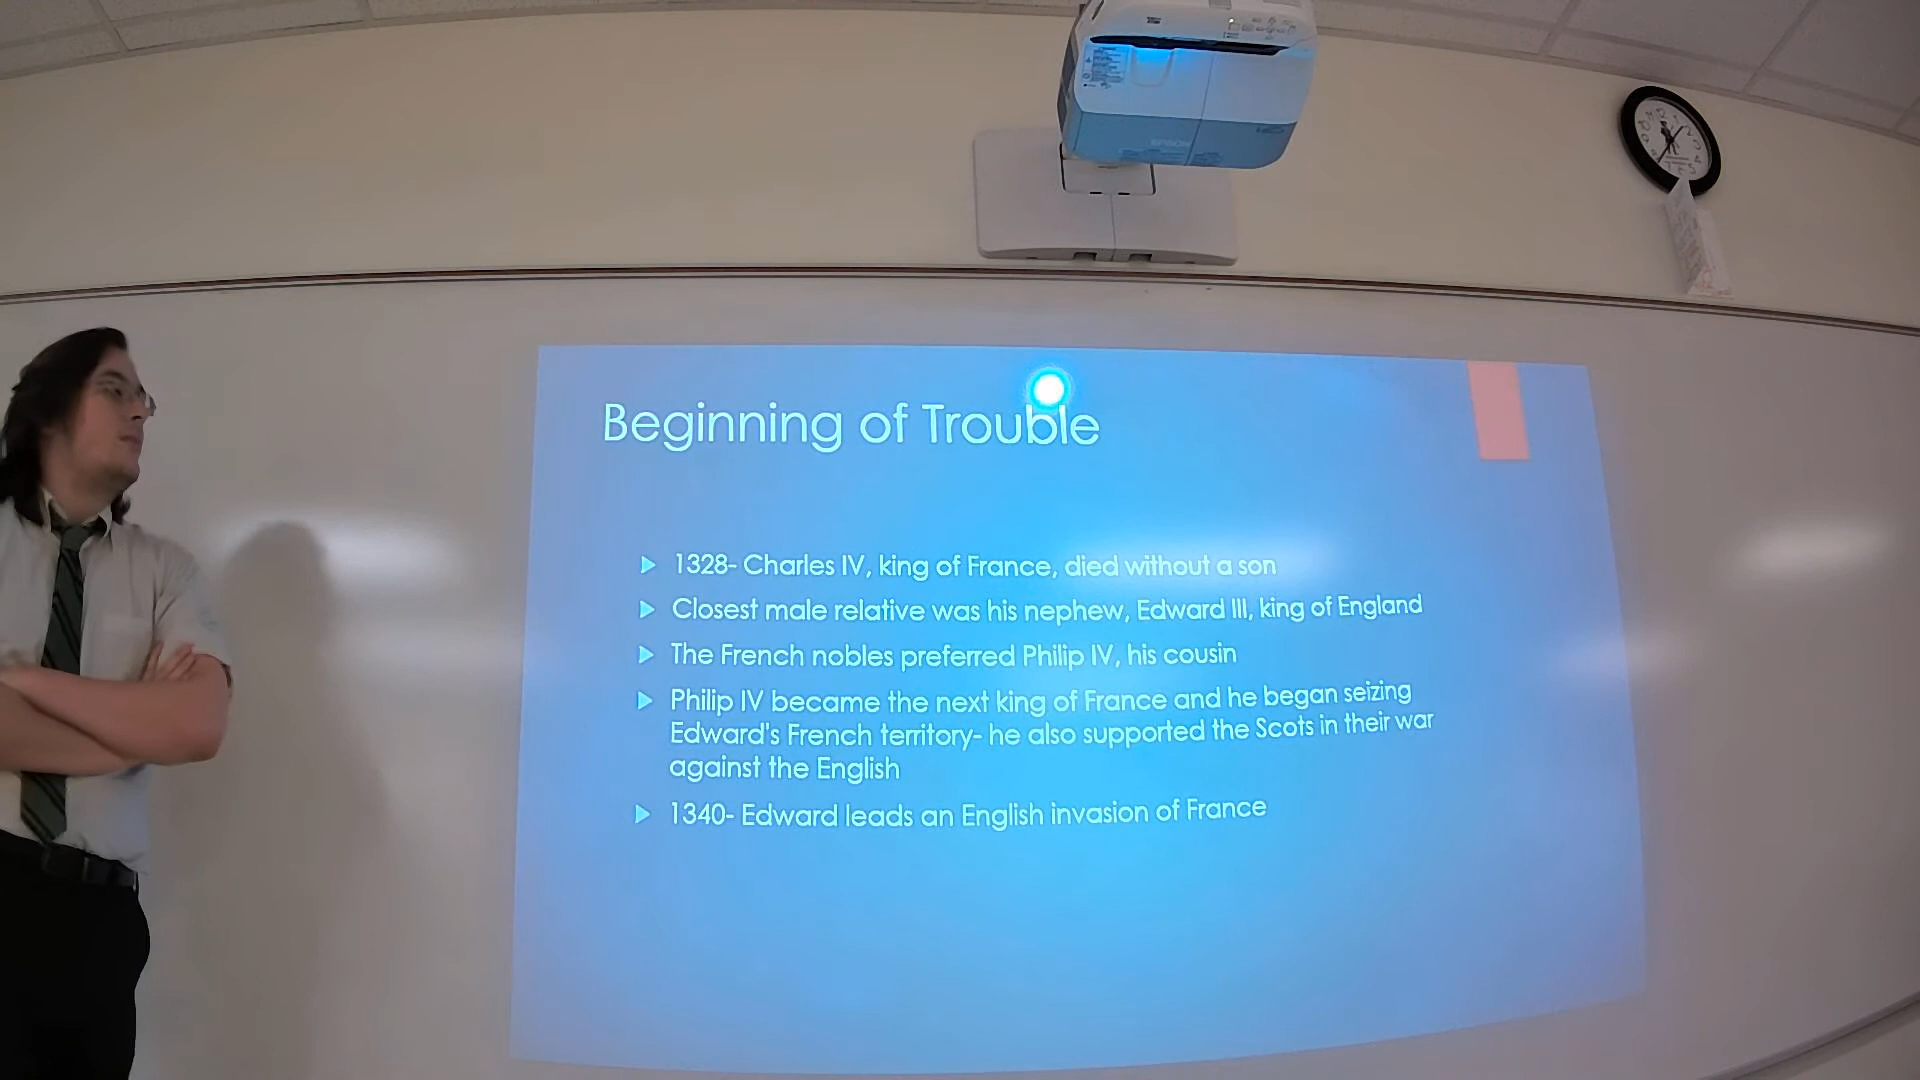 EPSON
Beginning of Trouble
1328- Charles IV, king of France, died without a son
Closest male relative was his nephew, Edward III, king of England
The French nobles preferred Philip IV, his cousin
Philip IV became the next king of France and he began seizing
Edward's French territory- he also supported the Scots in their war
against the English
1340- Edward leads an English invasion of France